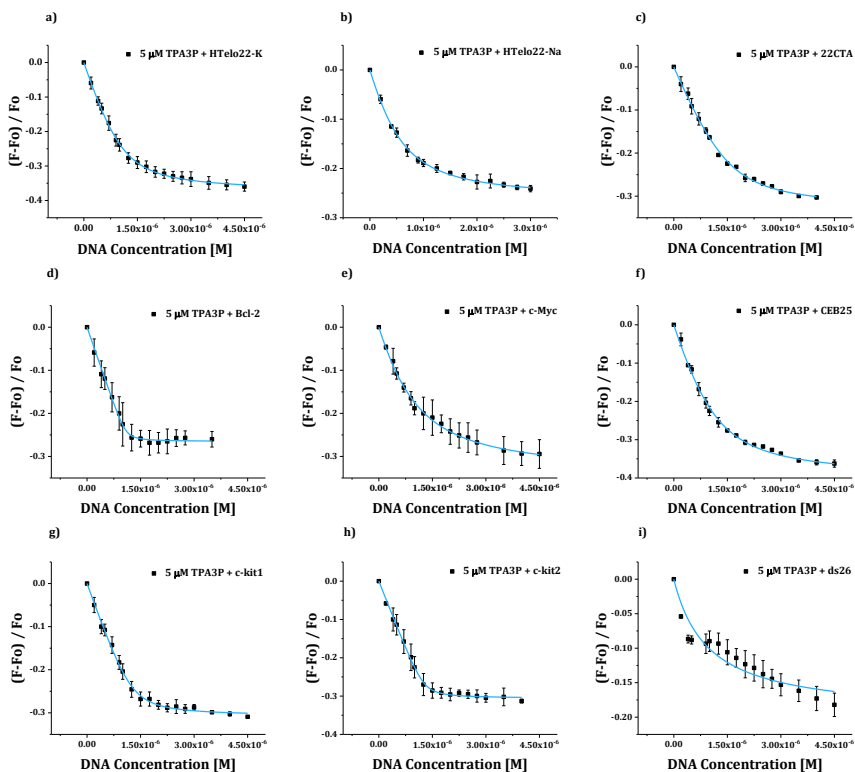 a)
5 μM TPA3P + HTelo22-K
0.0
-0.1
-0.2
-0.3
-0.4
(F-Fo) / Fo
0.00 1.50x10⁻⁶ 3.00x10⁻⁶ 4.50x10⁻⁶
DNA Concentration [M]
b)
5 μM TPA3P + HTelo22-Na
0.0
-0.1
-0.2
-0.3
(F-Fo) / Fo
0.0 1.0x10⁻⁶ 2.0x10⁻⁶ 3.0x10⁻⁶
DNA Concentration [M]
c)
5 μM TPA3P + 22CTA
0.0
-0.1
-0.2
-0.3
(F-Fo) / Fo
0.00 1.50x10⁻⁶ 3.00x10⁻⁶ 4.50x10⁻⁶
DNA Concentration [M]
d)
5 μM TPA3P + Bcl-2
0.0
-0.1
-0.2
-0.3
(F-Fo) / Fo
0.00 1.50x10⁻⁶ 3.00x10⁻⁶ 4.50x10⁻⁶
DNA Concentration [M]
e)
5 μM TPA3P + c-Myc
0.0
-0.1
-0.2
-0.3
(F-Fo) / Fo
0.00 1.50x10⁻⁶ 3.00x10⁻⁶ 4.50x10⁻⁶
DNA Concentration [M]
f)
5 μM TPA3P + CEB25
0.0
-0.1
-0.2
-0.3
-0.4
(F-Fo) / Fo
0.00 1.50x10⁻⁶ 3.00x10⁻⁶ 4.50x10⁻⁶
DNA Concentration [M]
g)
5 μM TPA3P + c-kit1
0.0
-0.1
-0.2
-0.3
(F-Fo) / Fo
0.00 1.50x10⁻⁶ 3.00x10⁻⁶ 4.50x10⁻⁶
DNA Concentration [M]
h)
5 μM TPA3P + c-kit2
0.0
-0.1
-0.2
-0.3
-0.4
(F-Fo) / Fo
0.00 1.50x10⁻⁶ 3.00x10⁻⁶ 4.50x10⁻⁶
DNA Concentration [M]
i)
5 μM TPA3P + ds26
0.00
-0.05
-0.10
-0.15
-0.20
(F-Fo) / Fo
0.00 1.50x10⁻⁶ 3.00x10⁻⁶ 4.50x10⁻⁶
DNA Concentration [M]